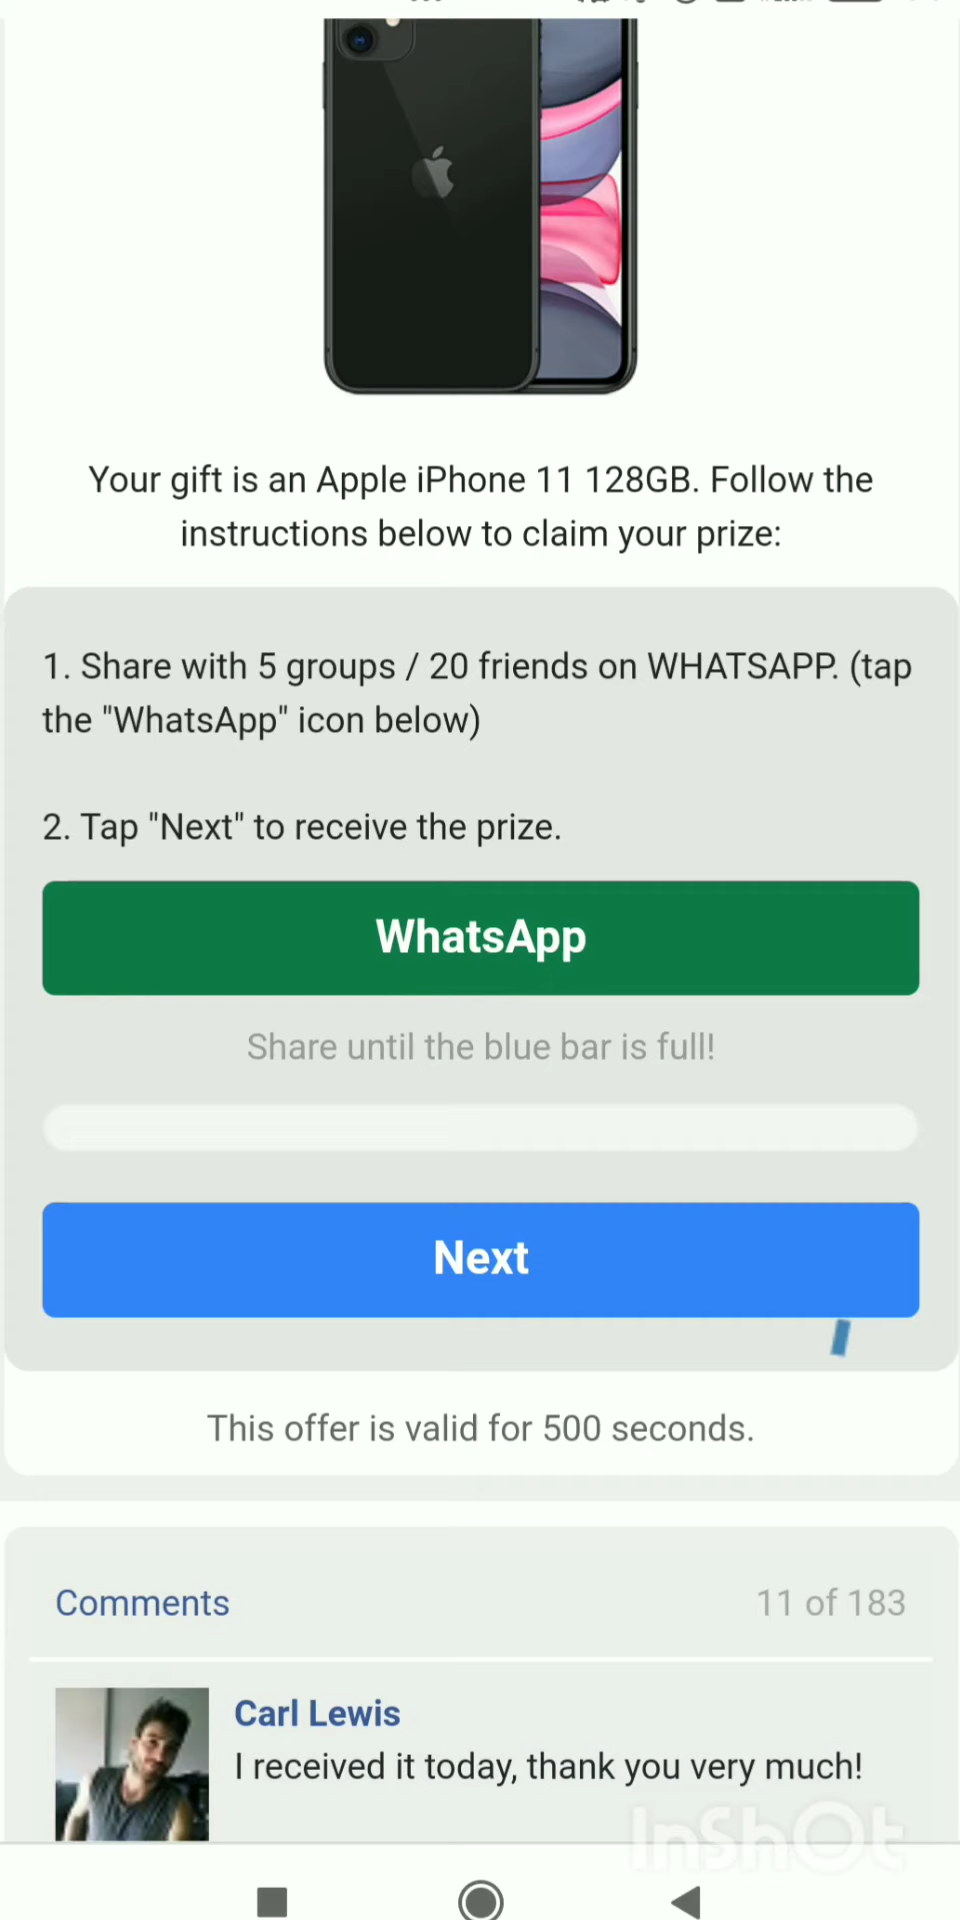 Your gift is an Apple iPhone 11 128GB. Follow the
instructions below to claim your prize:
1. Share with 5 groups / 20 friends on WHATSAPP. (tap
the "WhatsApp" icon below)
2. Tap "Next" to receive the prize.
WhatsApp
Share until the blue bar is full!
Next
This offer is valid for 500 seconds.
Comments
11 of 183
Carl Lewis
I received it today, thank you very much!
InShOt